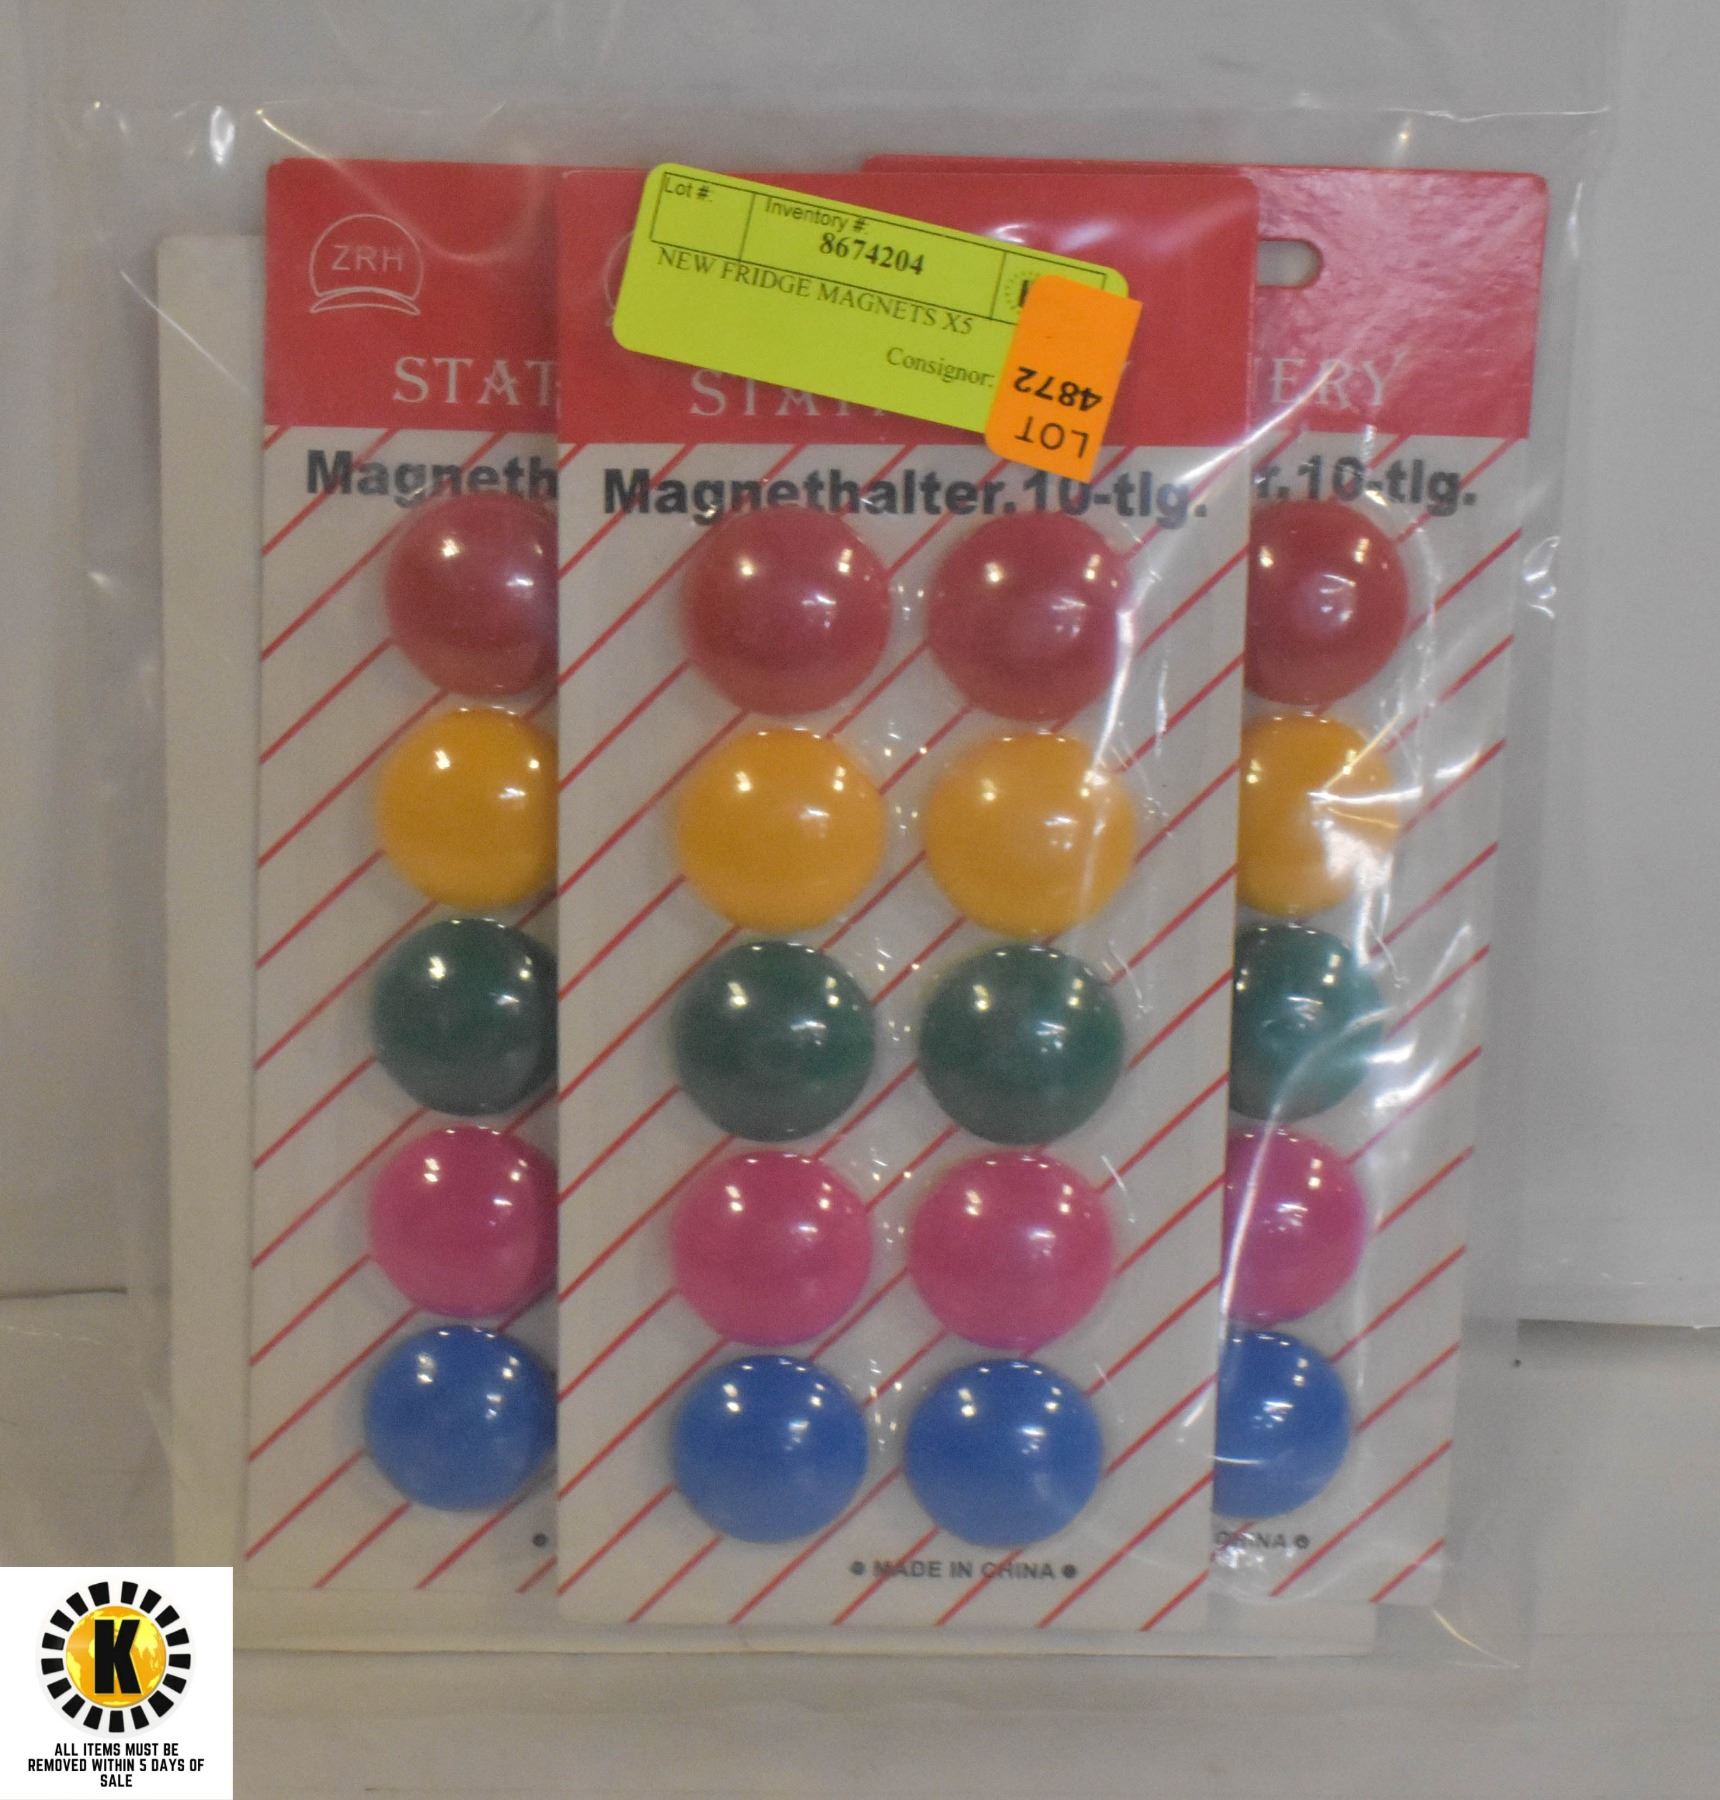 ZRH
STAT
Magneth
Lot #:
Inventory #:
8674204
NEW FRIDGE MAGNETS X5
Consignor:
LOT
4872
STAT
Magnethalter.10-tlg.
MADE IN CHINA
ERY
r.10-tlg.
CHINA
K
ALL ITEMS MUST BE
REMOVED WITHIN 5 DAYS OF
SALE